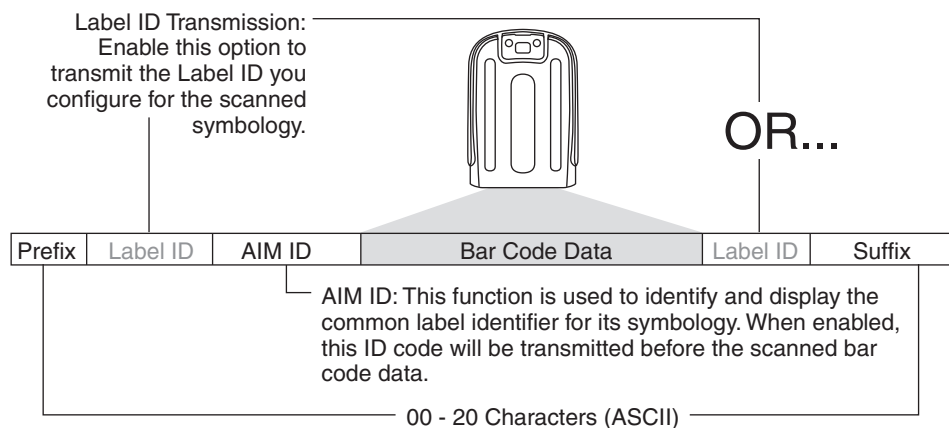 Label ID Transmission:
Enable this option to
transmit the Label ID you
configure for the scanned
symbology.
OR...
Prefix Label ID AIM ID Bar Code Data Label ID Suffix
AIM ID: This function is used to identify and display the
common label identifier for its symbology. When enabled,
this ID code will be transmitted before the scanned bar
code data.
00 - 20 Characters (ASCII)